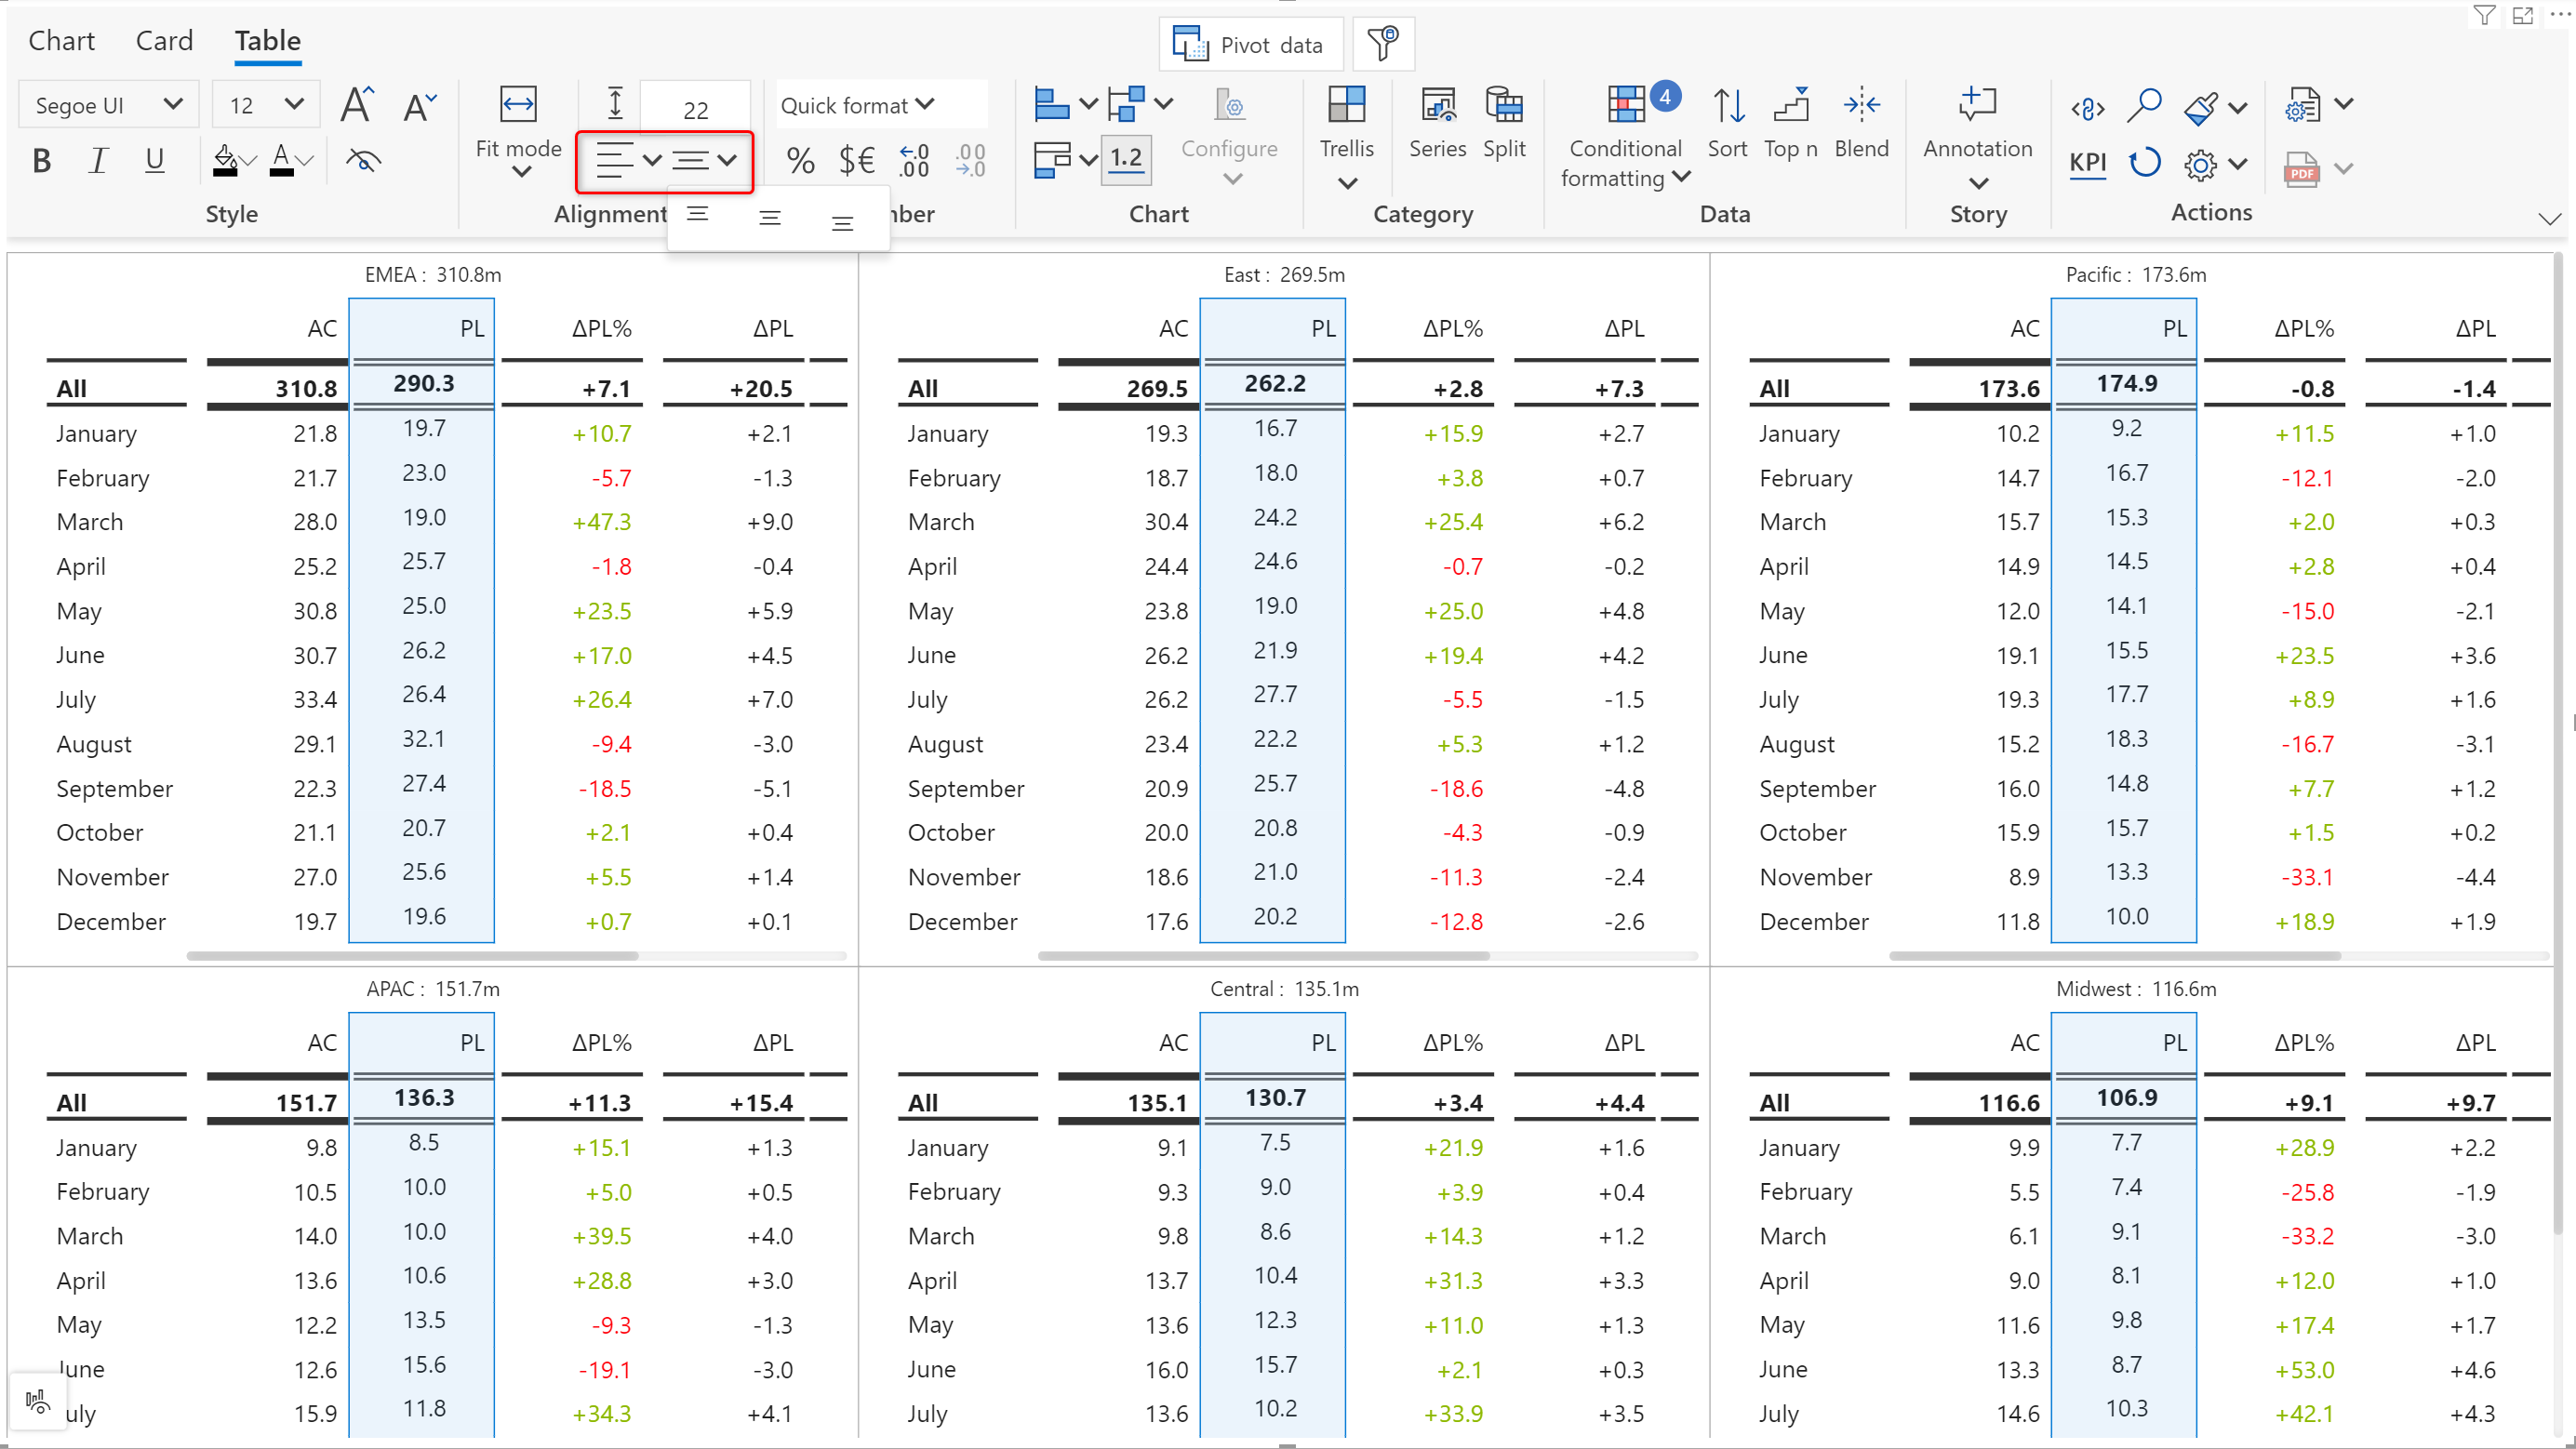 Chart Card Table
Pivot data
Segoe UI 12 A A
22
Quick format
Fit mode
B I U A
% $€ .0 .00 .00 .0
1.2
Configure
Trellis
Series Split
4
Conditional formatting
Sort Top n Blend
Annotation
KPI
PDF
Style Alignment ber Chart Category Data Story Actions
EMEA : 310.8m
AC PL ΔPL% ΔPL
All 310.8 290.3 +7.1 +20.5
January 21.8 19.7 +10.7 +2.1
February 21.7 23.0 -5.7 -1.3
March 28.0 19.0 +47.3 +9.0
April 25.2 25.7 -1.8 -0.4
May 30.8 25.0 +23.5 +5.9
June 30.7 26.2 +17.0 +4.5
July 33.4 26.4 +26.4 +7.0
August 29.1 32.1 -9.4 -3.0
September 22.3 27.4 -18.5 -5.1
October 21.1 20.7 +2.1 +0.4
November 27.0 25.6 +5.5 +1.4
December 19.7 19.6 +0.7 +0.1
East : 269.5m
AC PL ΔPL% ΔPL
All 269.5 262.2 +2.8 +7.3
January 19.3 16.7 +15.9 +2.7
February 18.7 18.0 +3.8 +0.7
March 30.4 24.2 +25.4 +6.2
April 24.4 24.6 -0.7 -0.2
May 23.8 19.0 +25.0 +4.8
June 26.2 21.9 +19.4 +4.2
July 26.2 27.7 -5.5 -1.5
August 23.4 22.2 +5.3 +1.2
September 20.9 25.7 -18.6 -4.8
October 20.0 20.8 -4.3 -0.9
November 18.6 21.0 -11.3 -2.4
December 17.6 20.2 -12.8 -2.6
Pacific : 173.6m
AC PL ΔPL% ΔPL
All 173.6 174.9 -0.8 -1.4
January 10.2 9.2 +11.5 +1.0
February 14.7 16.7 -12.1 -2.0
March 15.7 15.3 +2.0 +0.3
April 14.9 14.5 +2.8 +0.4
May 12.0 14.1 -15.0 -2.1
June 19.1 15.5 +23.5 +3.6
July 19.3 17.7 +8.9 +1.6
August 15.2 18.3 -16.7 -3.1
September 16.0 14.8 +7.7 +1.2
October 15.9 15.7 +1.5 +0.2
November 8.9 13.3 -33.1 -4.4
December 11.8 10.0 +18.9 +1.9
APAC : 151.7m
AC PL ΔPL% ΔPL
All 151.7 136.3 +11.3 +15.4
January 9.8 8.5 +15.1 +1.3
February 10.5 10.0 +5.0 +0.5
March 14.0 10.0 +39.5 +4.0
April 13.6 10.6 +28.8 +3.0
May 12.2 13.5 -9.3 -1.3
June 12.6 15.6 -19.1 -3.0
uly 15.9 11.8 +34.3 +4.1
Central : 135.1m
AC PL ΔPL% ΔPL
All 135.1 130.7 +3.4 +4.4
January 9.1 7.5 +21.9 +1.6
February 9.3 9.0 +3.9 +0.4
March 9.8 8.6 +14.3 +1.2
April 13.7 10.4 +31.3 +3.3
May 13.6 12.3 +11.0 +1.3
June 16.0 15.7 +2.1 +0.3
July 13.6 10.2 +33.9 +3.5
Midwest : 116.6m
AC PL ΔPL% ΔPL
All 116.6 106.9 +9.1 +9.7
January 9.9 7.7 +28.9 +2.2
February 5.5 7.4 -25.8 -1.9
March 6.1 9.1 -33.2 -3.0
April 9.0 8.1 +12.0 +1.0
May 11.6 9.8 +17.4 +1.7
June 13.3 8.7 +53.0 +4.6
July 14.6 10.3 +42.1 +4.3